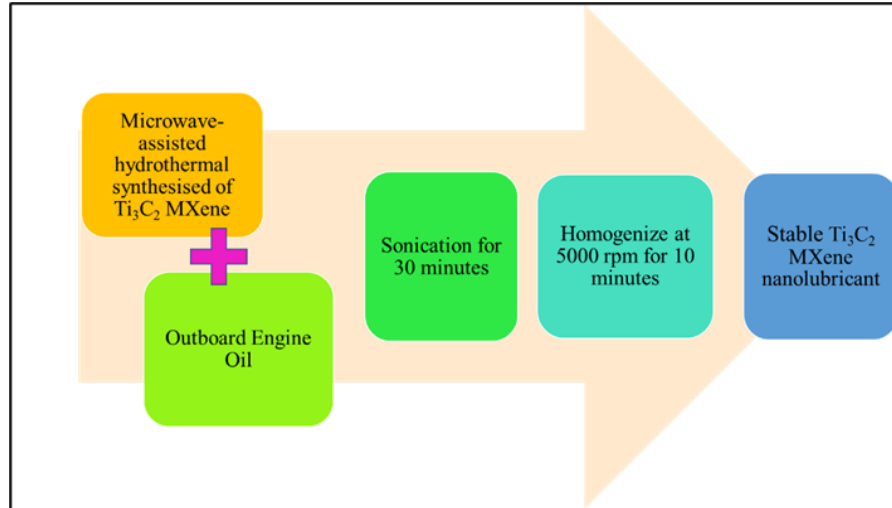 Microwave-
assisted
hydrothermal
synthesised of
Ti₃C₂ MXene
Outboard Engine
Oil
Sonication for
30 minutes
Homogenize at
5000 rpm for 10
minutes
Stable Ti₃C₂
MXene
nanolubricant